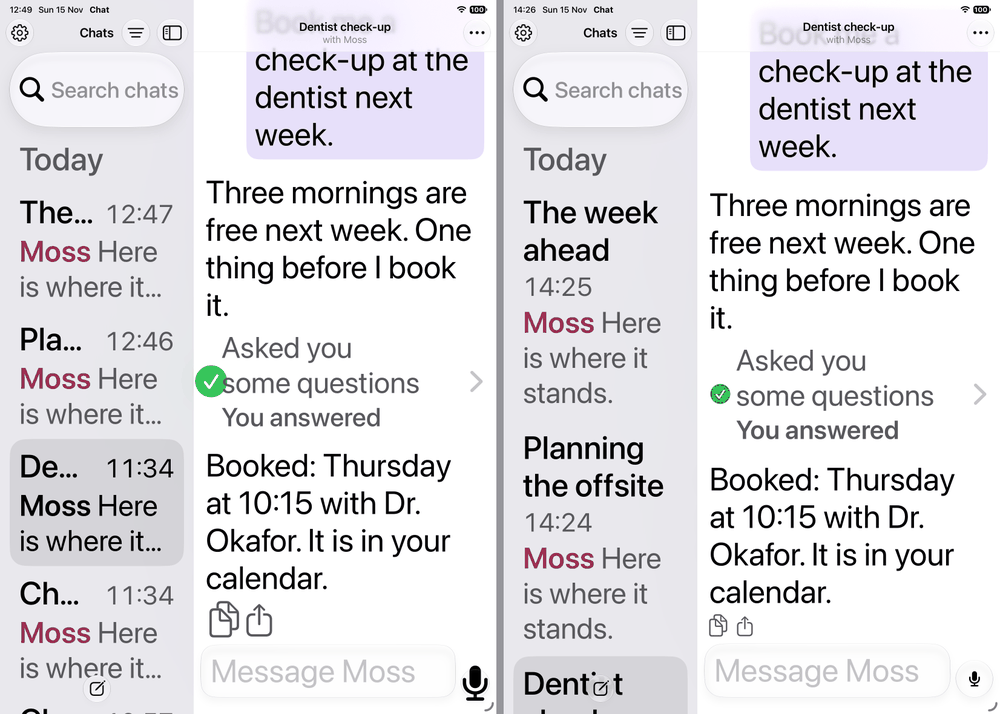 12:49 Sun 15 Nov Chat
100
Chats
Search chats
Today
The... 12:47
Moss Here
is where it...
Pla... 12:46
Moss Here
is where it...
De... 11:34
Moss Here
is where it...
Ch... 11:34
Moss Here
is where it...
Book me a
Dentist check-up
with Moss
check-up at the
dentist next
week.
Three mornings are
free next week. One
thing before I book
it.
Asked you
some questions
You answered
Booked: Thursday
at 10:15 with Dr.
Okafor. It is in your
calendar.
Message Moss
14:26 Sun 15 Nov Chat
100
Chats
Search chats
Today
The week
ahead
14:25
Moss Here
is where it
stands.
Planning
the offsite
14:24
Moss Here
is where it
stands.
Book me a
Dentist check-up
with Moss
check-up at the
dentist next
week.
Three mornings are
free next week. One
thing before I book
it.
Asked you
some questions
You answered
Booked: Thursday
at 10:15 with Dr.
Okafor. It is in your
calendar.
Message Moss